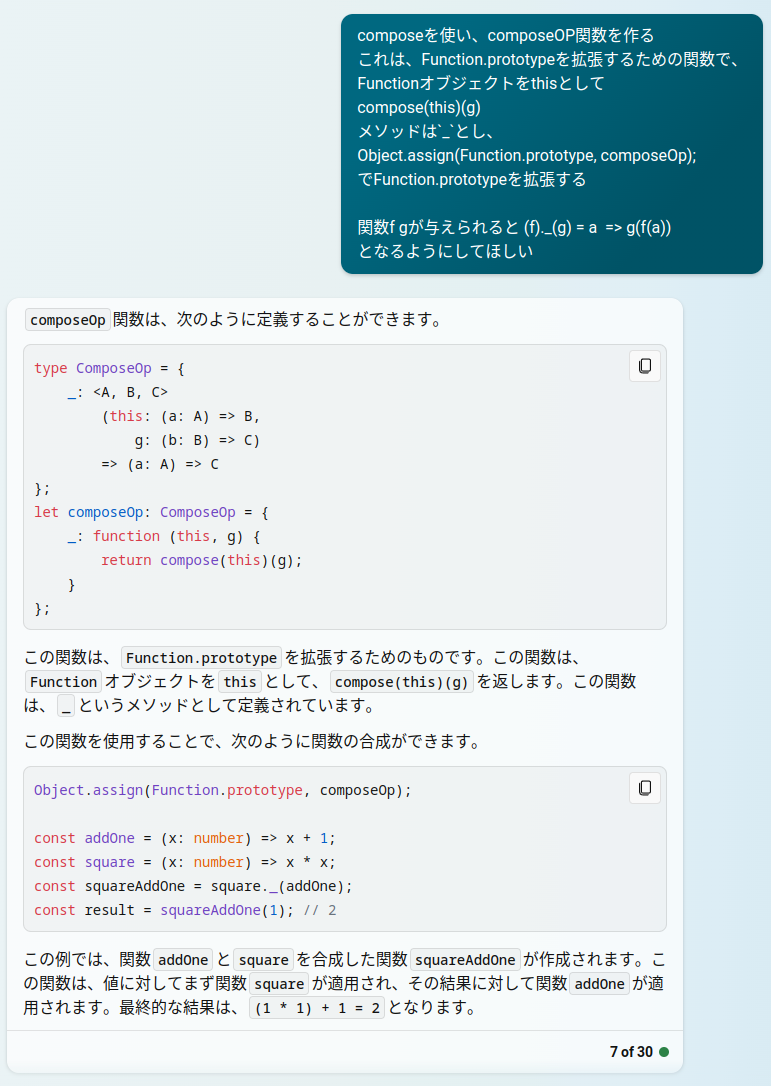 composeを使い、composeOP関数を作る
これは、Function.prototypeを拡張するための関数で、
Functionオブジェクトをthisとして
compose(this)(g)
メソッドは`_`とし、
Object.assign(Function.prototype, composeOp);
でFunction.prototypeを拡張する

関数f gが与えられると (f)._(g) = a  => g(f(a))
となるようにしてほしい

composeOp 関数は、次のように定義することができます。

type ComposeOp = {
    _: <A, B, C>
        (this: (a: A) => B,
            g: (b: B) => C)
        => (a: A) => C
};
let composeOp: ComposeOp = {
    _: function (this, g) {
        return compose(this)(g);
    }
};

この関数は、 Function.prototype を拡張するためのものです。この関数は、
Function オブジェクトを this として、 compose(this)(g) を返します。この関数
は、 _ というメソッドとして定義されています。

この関数を使用することで、次のように関数の合成ができます。

Object.assign(Function.prototype, composeOp);

const addOne = (x: number) => x + 1;
const square = (x: number) => x * x;
const squareAddOne = square._(addOne);
const result = squareAddOne(1); // 2

この例では、関数 addOne と square を合成した関数 squareAddOne が作成されます。こ
の関数は、値に対してまず関数 square が適用され、その結果に対して関数 addOne が適
用されます。最終的な結果は、 (1 * 1) + 1 = 2 となります。

7 of 30